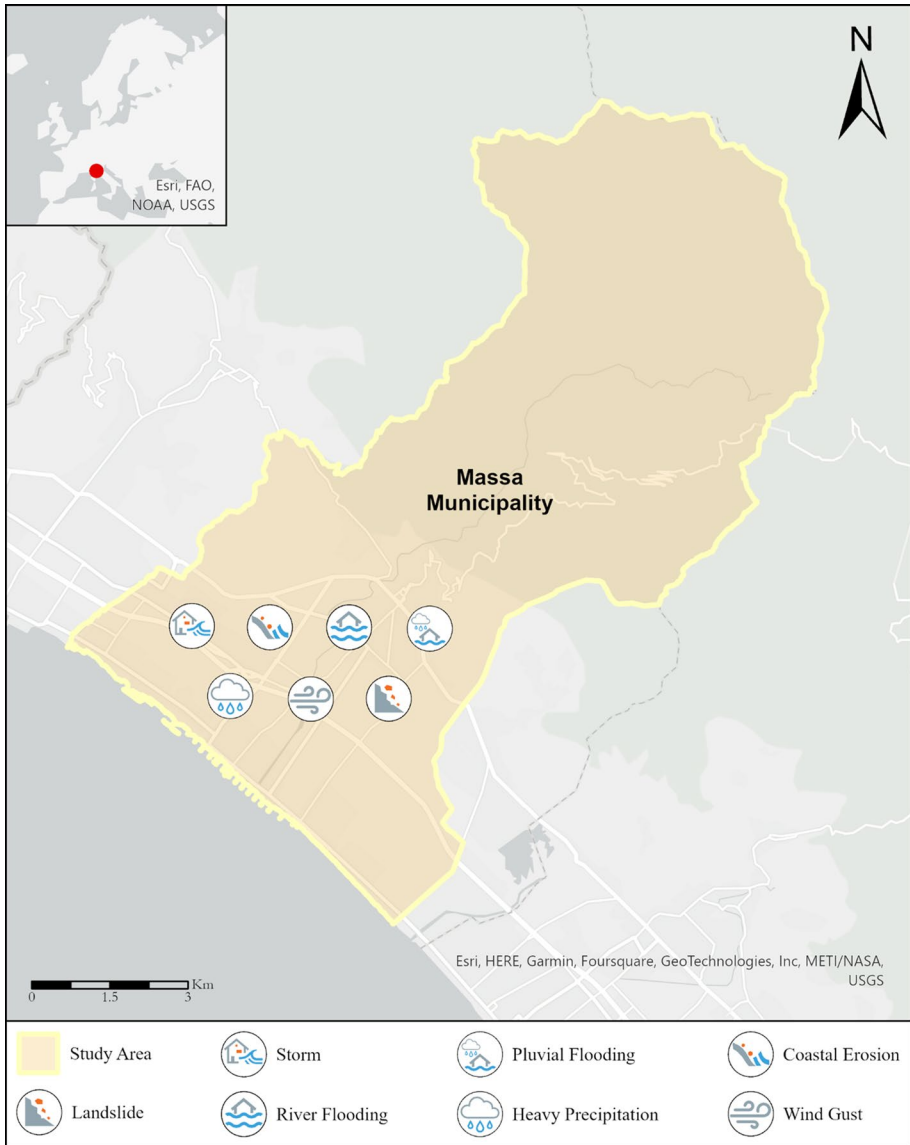 N
Esri, FAO,
NOAA, USGS
Massa
Municipality
Esri, HERE, Garmin, Foursquare, GeoTechnologies, Inc, METI/NASA,
USGS
Km
0 1.5 3
Study Area Storm Pluvial Flooding Coastal Erosion
Landslide River Flooding Heavy Precipitation Wind Gust